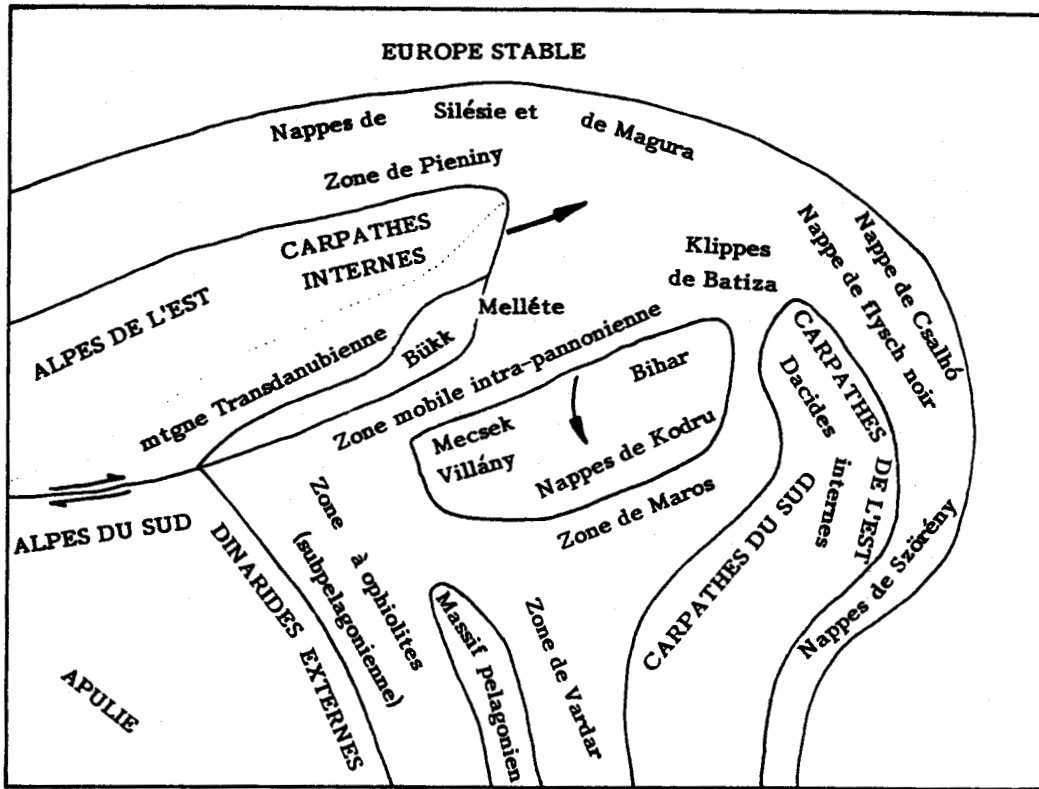 EUROPE STABLE
Nappes de Silésie et de Magura
Zone de Pieniny
CARPATHES
INTERNES
ALPES DE L'EST
mtgne Transdanubienne
Bükk
Melléte
Klippes
de Batiza
Nappe de Csalhó
Nappe de flysch noir
Zone mobile intra-pannonienne
Bihar
Mecsek
Villány
Nappes de Kodru
CARPATHES DE L'EST
Dacides
internes
Zone de Maros
CARPATHES DU SUD
Nappes de Szörény
ALPES DU SUD
DINARIDES EXTERNES
Zone à ophiolites
(subpelagonienne)
Massif pelagonien
Zone de Vardar
APULIE